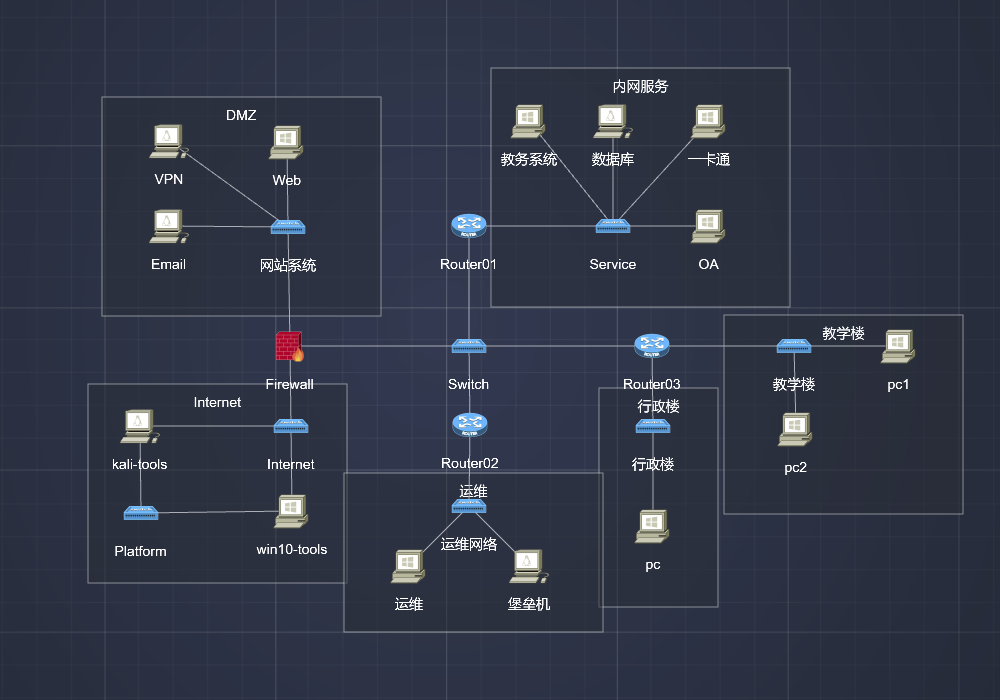 内网服务
DMZ
教务系统
数据库
一卡通
VPN
Web
Email
网站系统
Router01
Service
OA
教学楼
Firewall
Switch
Router03
教学楼
pc1
Internet
行政楼
kali-tools
Internet
Router02
行政楼
pc2
运维
Platform
win10-tools
运维网络
pc
运维
堡垒机